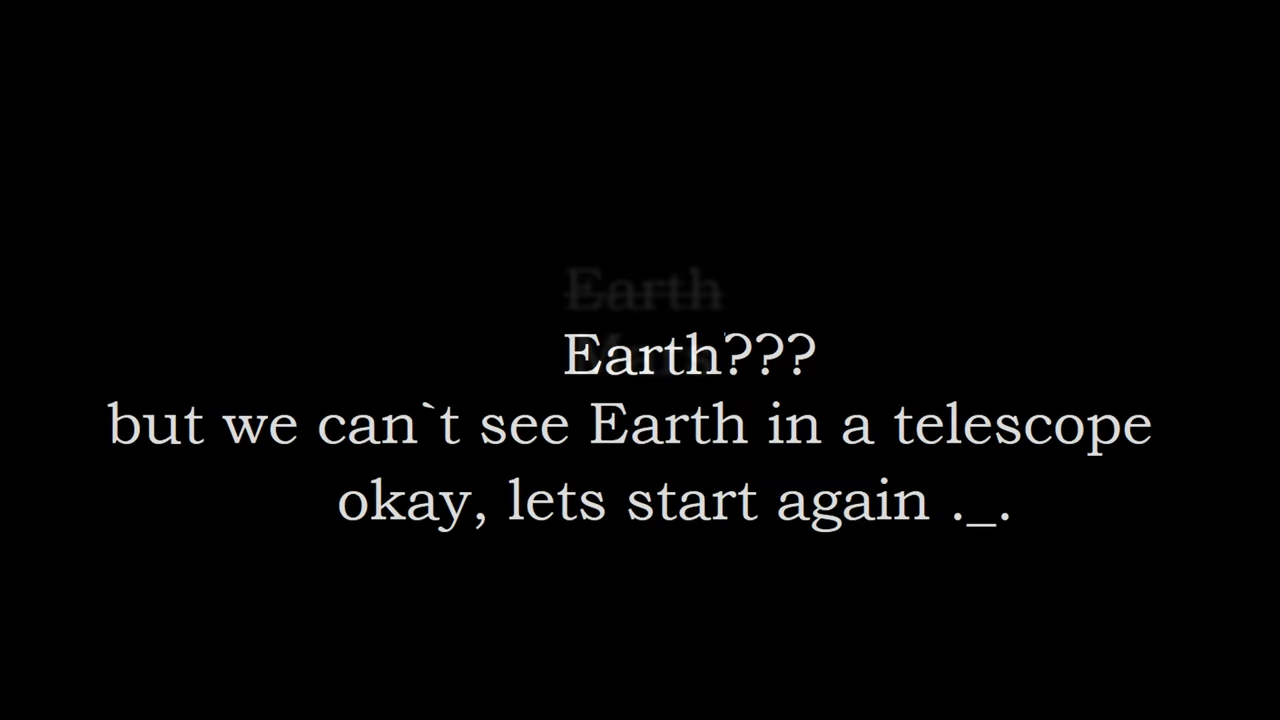 Earth
Earth???
but we can`t see Earth in a telescope
okay, lets start again ._.